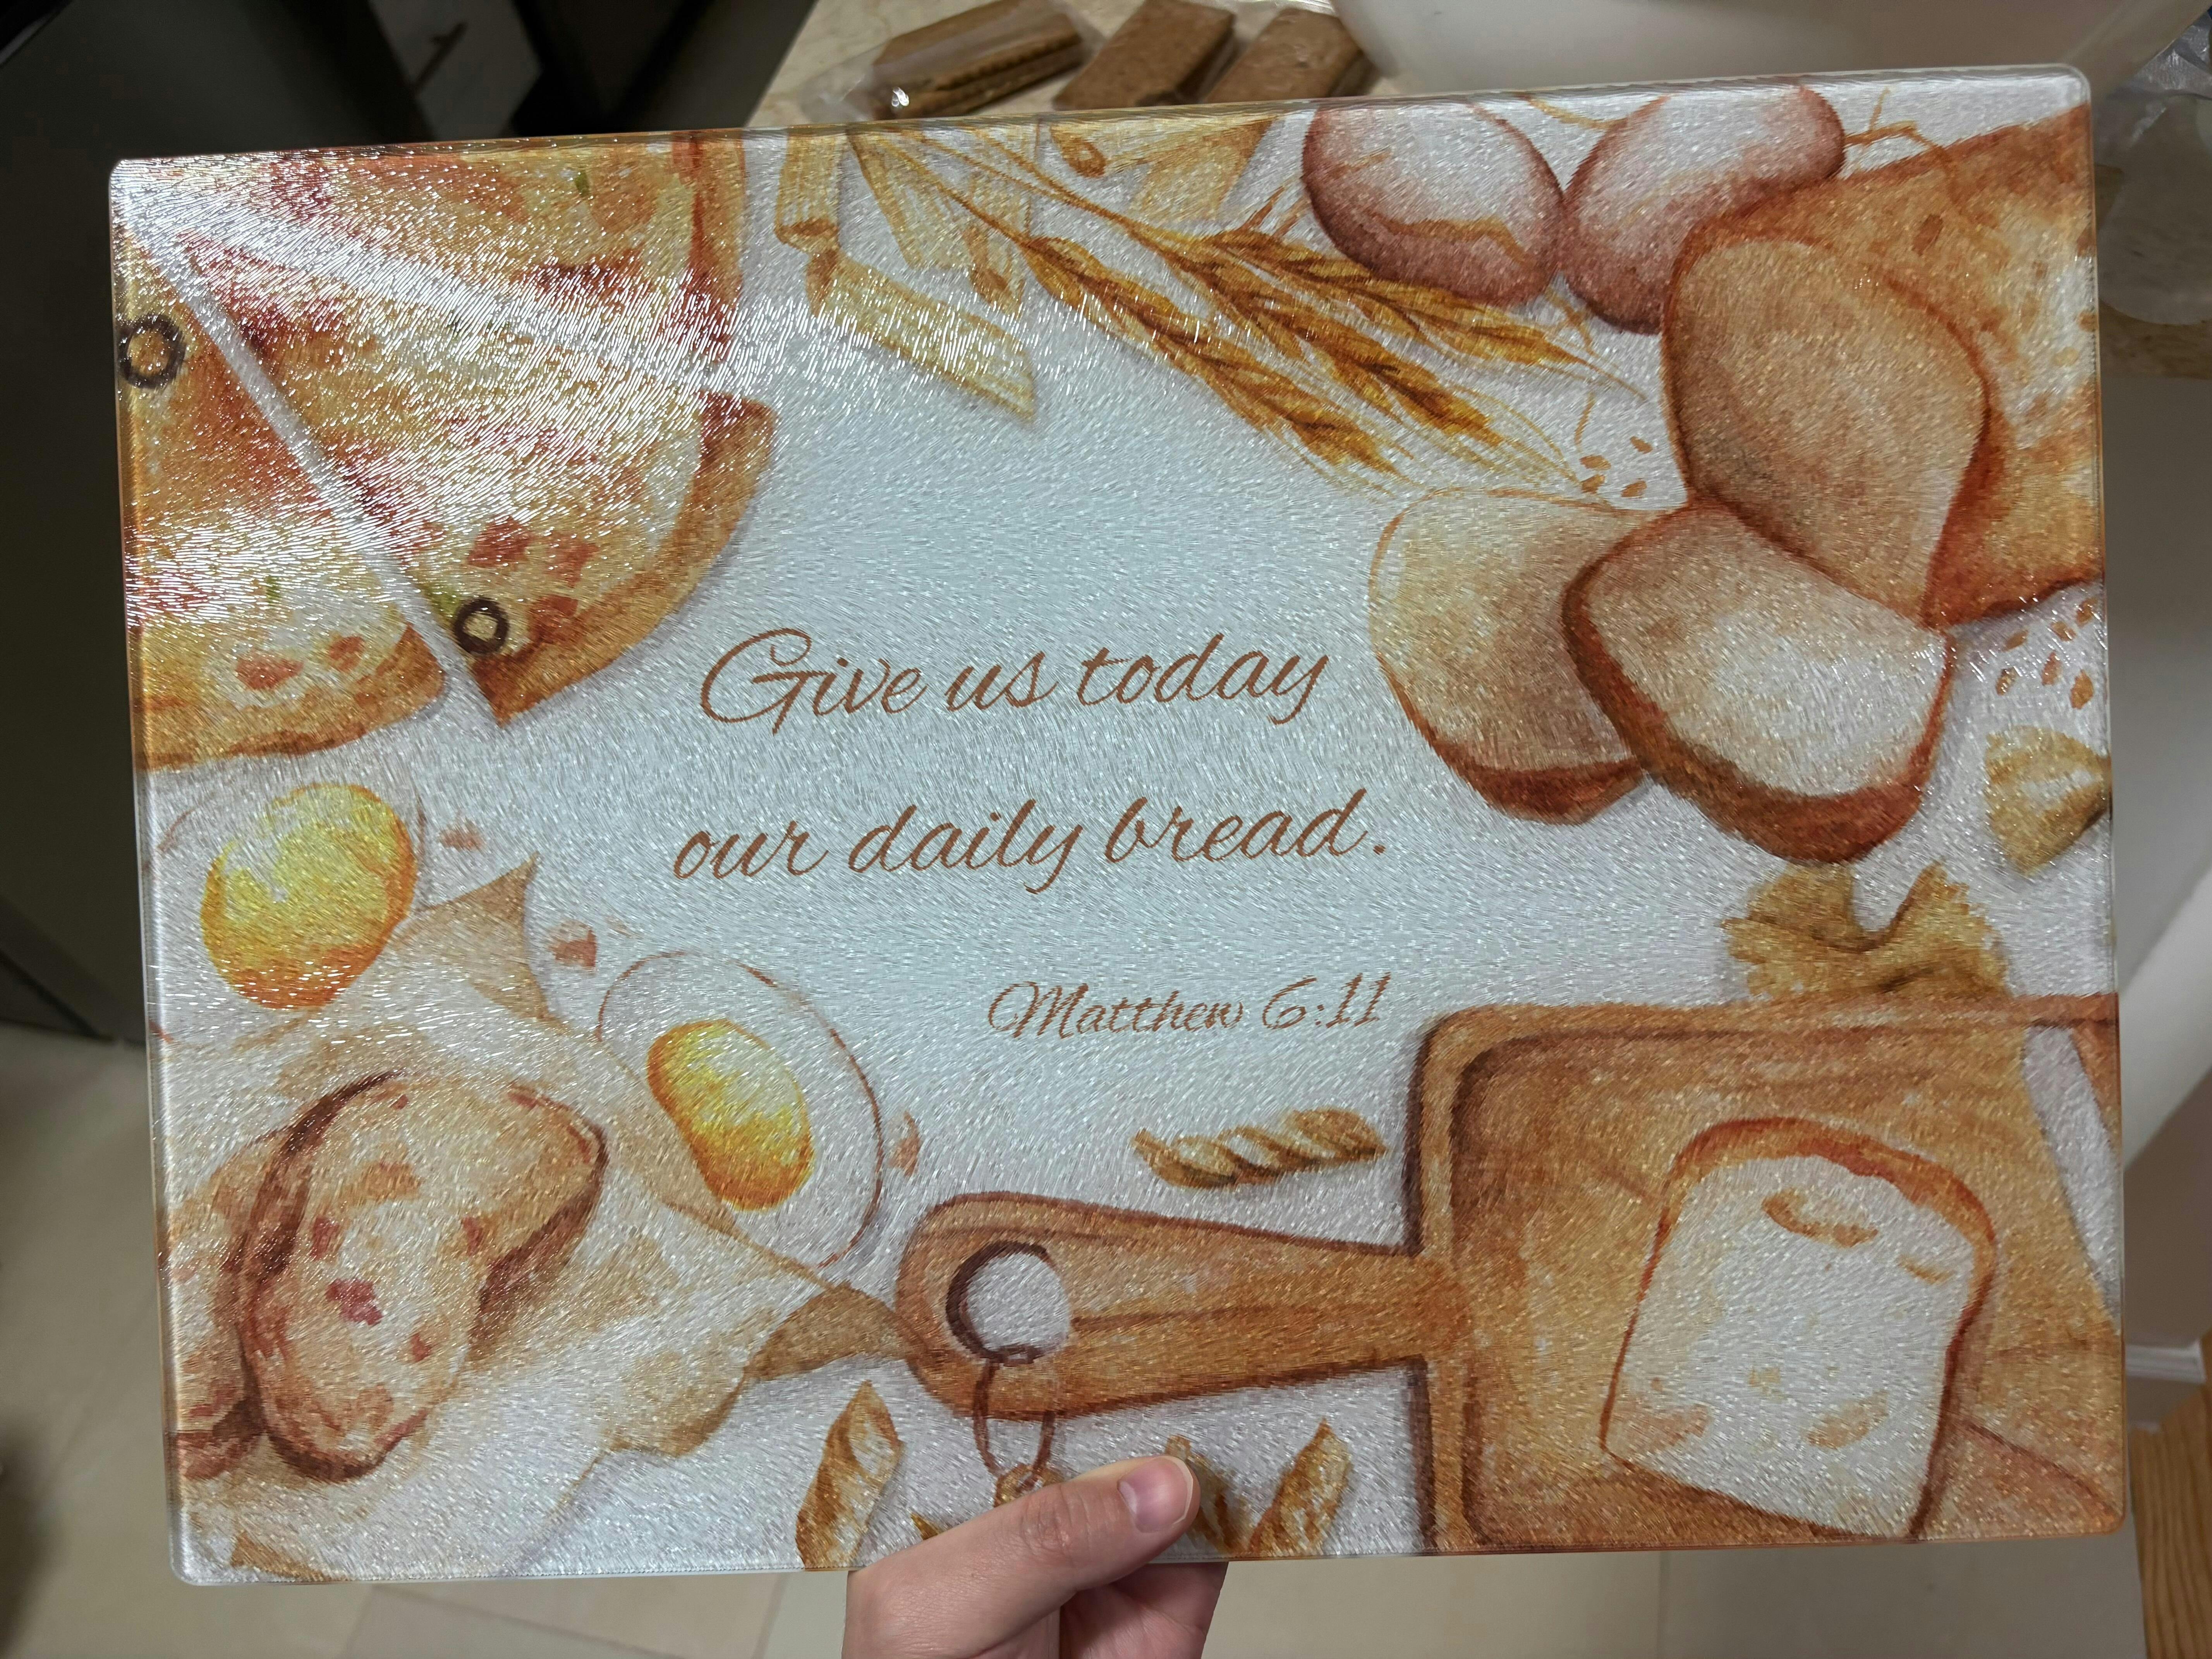 Give us today
our daily bread.
Matthew 6:11